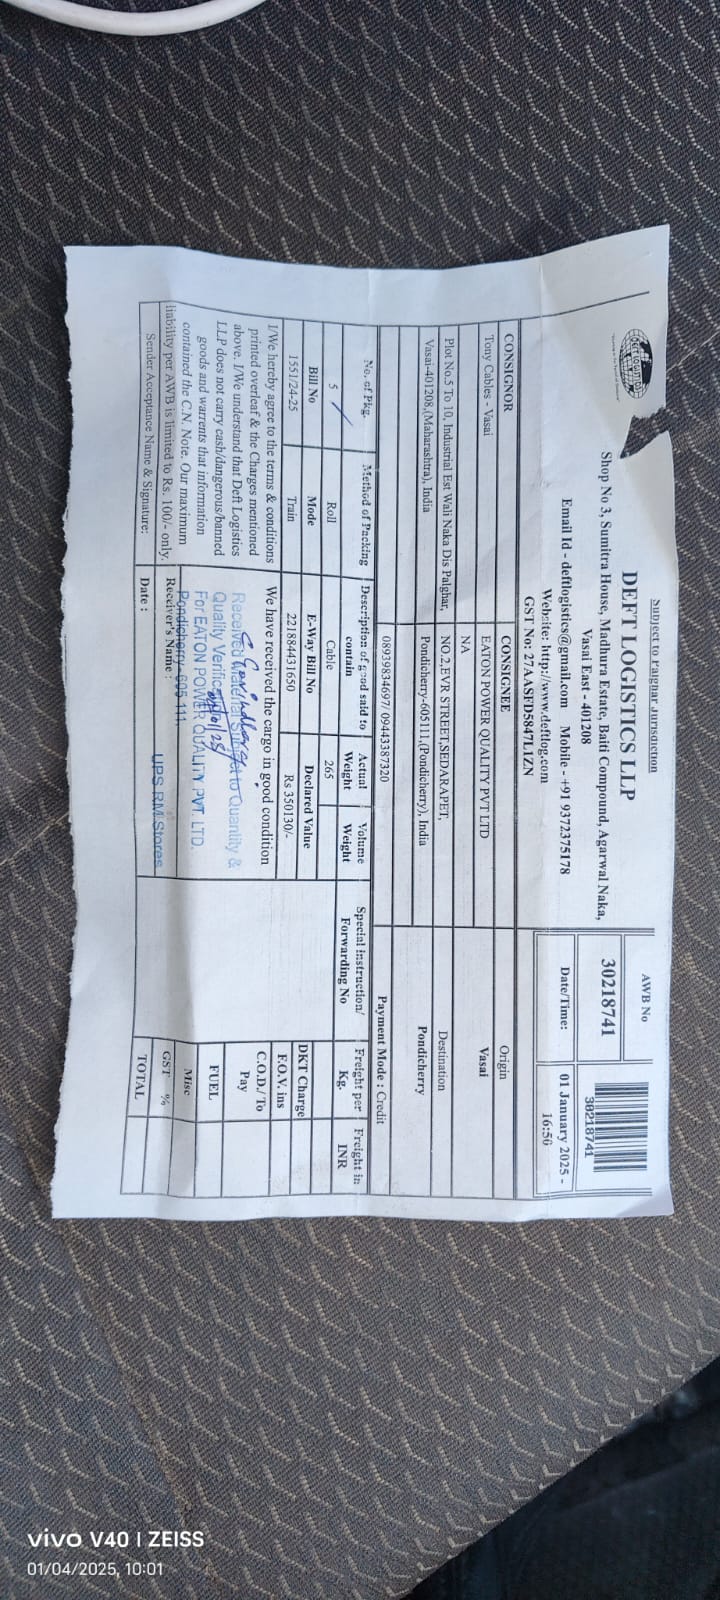 Subject to Palghar Jurisdiction
DEFT LOGISTICS LLP
Shop No 3, Sumitra House, Madhura Estate, Baiti Compound, Agarwal Naka,
Vasai East - 401208
Email Id - deftlogistics@gmail.com Mobile - +91 9372375178
Website: http://www.deftlog.com
GST No: 27AASFD5847L1ZN
AWB No
30218741
30218741
Date/Time:
01 January 2025 -
16:56
DEFT LOGISTICS
CONSIGNOR
CONSIGNEE
Origin
Tony Cables - Vasai
EATON POWER QUALITY PVT LTD
Vasai
NA
Plot No.5 To 10, Industrial Est Wali Naka Dis Palghar,
NO.2,EVR STREET,SEDARAPET,
Destination
Vasai-401208,(Maharashtra), India
Pondicherry-605111,(Pondicherry), India
Pondicherry
08939834697/ 09443387320
Payment Mode : Credit
No. of Pkg.
Method of Packing
Description of good said to
contain
Actual
Weight
Volume
Weight
Special instruction/
Forwarding No
Freight per
Kg.
Freight in
INR
5
Roll
Cable
265
Bill No
Mode
E-Way Bill No
Declared Value
DKT Charge
1551/24-25
Train
221884431650
Rs 350130/-
F.O.V. ins
I/We hereby agree to the terms & conditions
printed overleaf & the Charges mentioned
above. I/We understand that Deft Logistics
LLP does not carry cash/dangerous/banned
goods and warrents that information
contained the C.N. Note. Our maximum
liability per AWB is limited to Rs. 100/- only.
Sender Acceptance Name & Signature:
We have received the cargo in good condition
Received Material Subject to Quantity &
Quality Verification
For EATON POWER QUALITY PVT. LTD.
Pondicherry-605 111.
Receiver's Name :
UPS RM Stores
Date :
C.O.D./ To
Pay
FUEL
Misc
GST %
TOTAL
vivo V40 | ZEISS
01/04/2025, 10:01